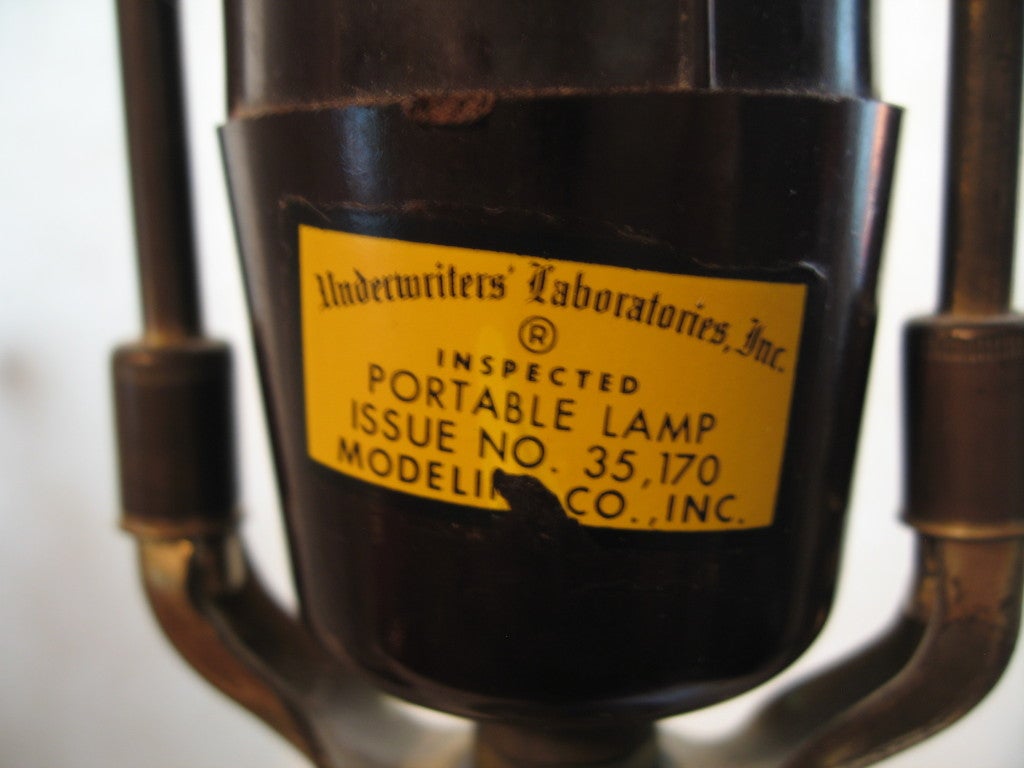 Underwriters' Laboratories, Inc.
®
INSPECTED
PORTABLE LAMP
ISSUE NO. 35,170
CO., INC.